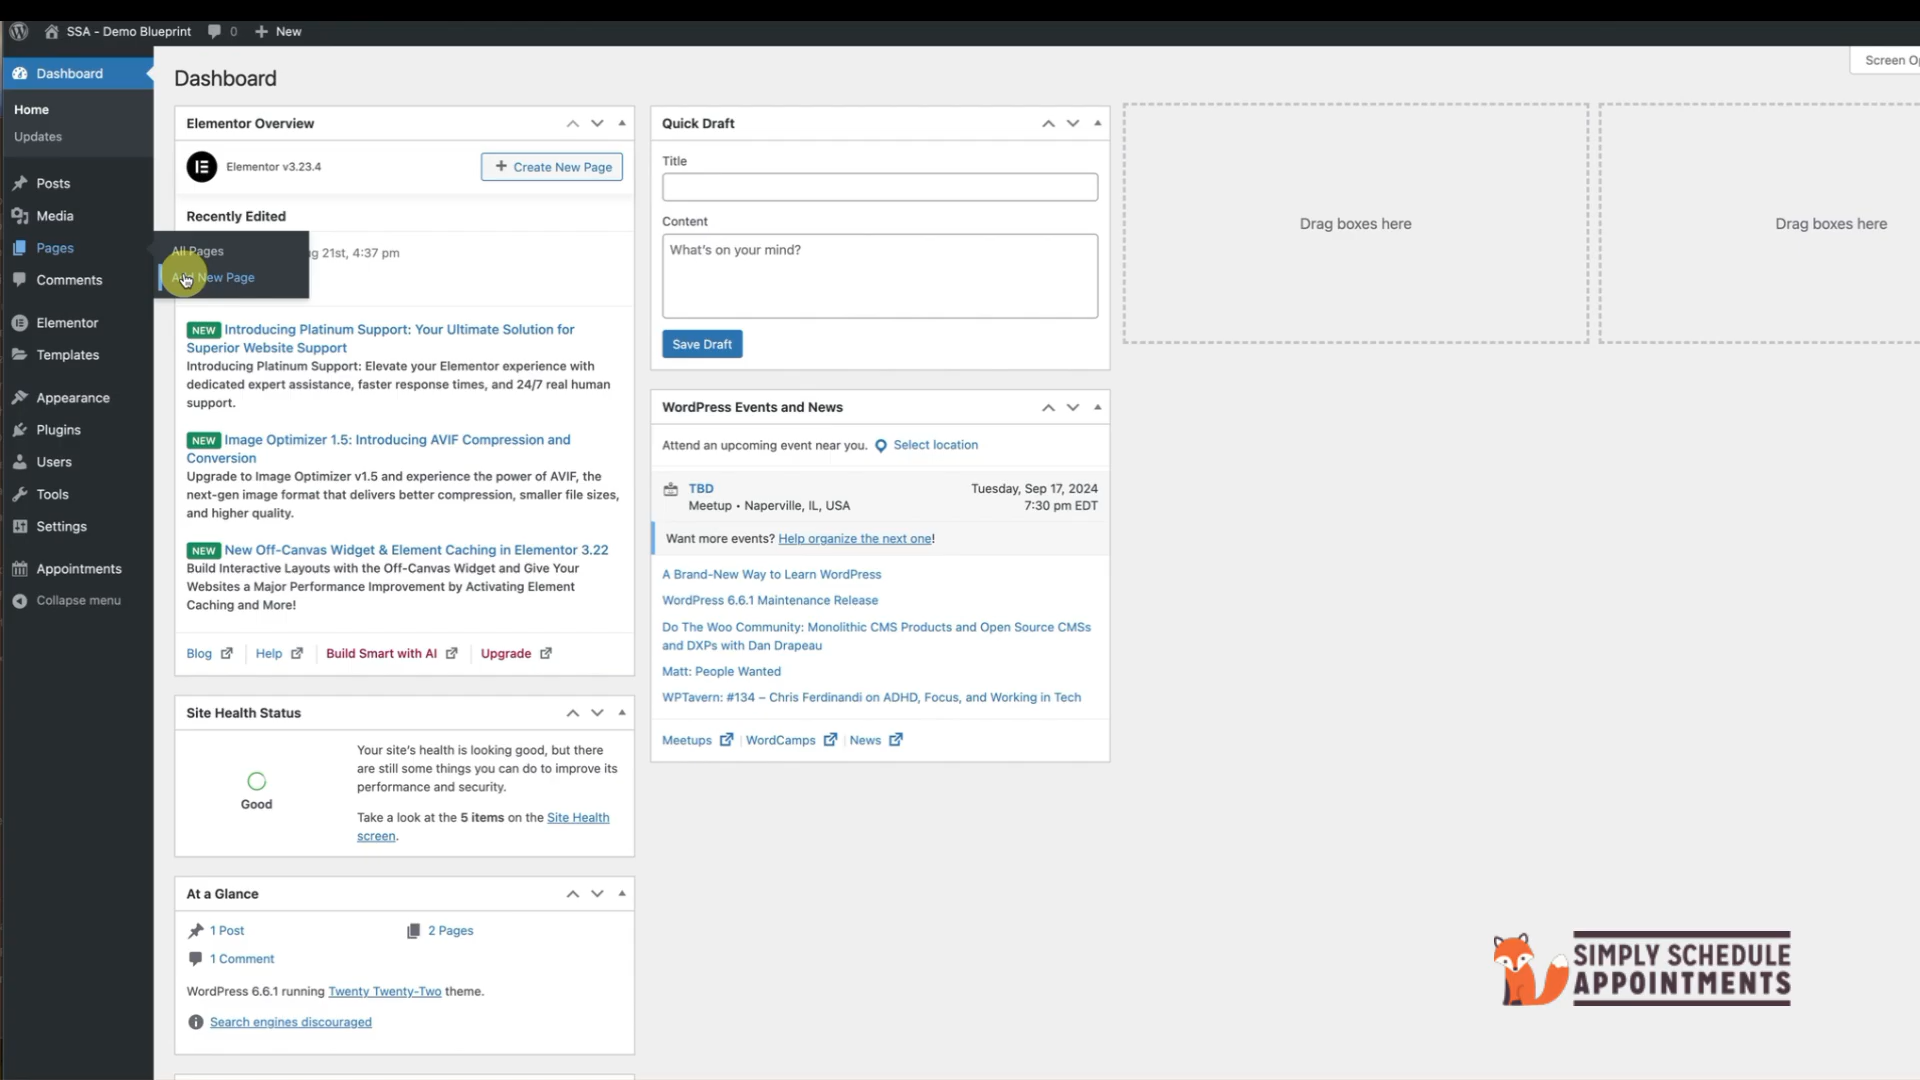 SSA - Demo Blueprint
0
New
Screen Op
Dashboard
Home
Updates
Posts
Media
Pages
All Pages
Add New Page
Comments
Elementor
Templates
Appearance
Plugins
Users
Tools
Settings
Appointments
Collapse menu
Dashboard
Elementor Overview
Elementor v3.23.4
Create New Page
Recently Edited
ug 21st, 4:37 pm
NEW Introducing Platinum Support: Your Ultimate Solution for
Superior Website Support
Introducing Platinum Support: Elevate your Elementor experience with
dedicated expert assistance, faster response times, and 24/7 real human
support.
NEW Image Optimizer 1.5: Introducing AVIF Compression and
Conversion
Upgrade to Image Optimizer v1.5 and experience the power of AVIF, the
next-gen image format that delivers better compression, smaller file sizes,
and higher quality.
NEW New Off-Canvas Widget & Element Caching in Elementor 3.22
Build Interactive Layouts with the Off-Canvas Widget and Give Your
Websites a Major Performance Improvement by Activating Element
Caching and More!
Blog Help Build Smart with AI Upgrade
Site Health Status
Good
Your site's health is looking good, but there
are still some things you can do to improve its
performance and security.
Take a look at the 5 items on the Site Health
screen.
At a Glance
1 Post
2 Pages
1 Comment
WordPress 6.6.1 running Twenty Twenty-Two theme.
Search engines discouraged
Quick Draft
Title
Content
What's on your mind?
Save Draft
WordPress Events and News
Attend an upcoming event near you. Select location
TBD
Meetup • Naperville, IL, USA
Tuesday, Sep 17, 2024
7:30 pm EDT
Want more events? Help organize the next one!
A Brand-New Way to Learn WordPress
WordPress 6.6.1 Maintenance Release
Do The Woo Community: Monolithic CMS Products and Open Source CMSs
and DXPs with Dan Drapeau
Matt: People Wanted
WPTavern: #134 – Chris Ferdinandi on ADHD, Focus, and Working in Tech
Meetups WordCamps News
Drag boxes here
Drag boxes here
SIMPLY SCHEDULE
APPOINTMENTS